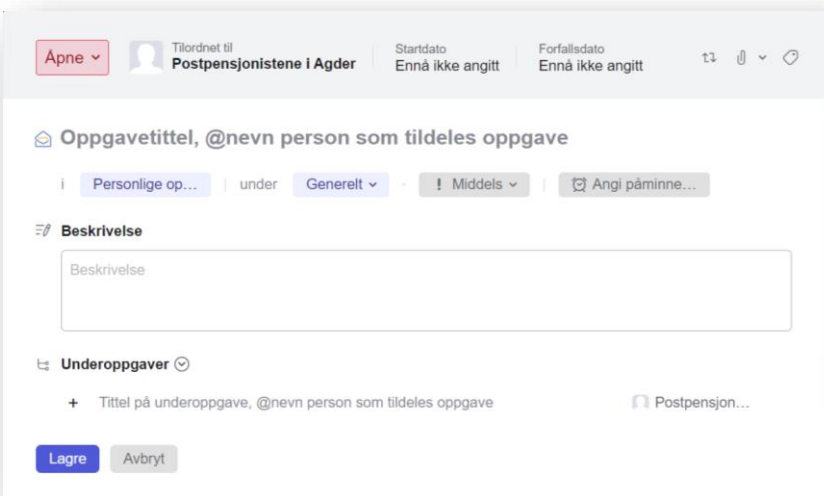 Åpne
Tilordnet til
Postpensjonistene i Agder
Startdato
Ennå ikke angitt
Forfallsdato
Ennå ikke angitt
Oppgavetittel, @nevn person som tildeles oppgave
i Personlige op... under Generelt ! Middels Angi påminne...
Beskrivelse
Beskrivelse
Underoppgaver
+ Tittel på underoppgave, @nevn person som tildeles oppgave Postpensjon...
Lagre Avbryt